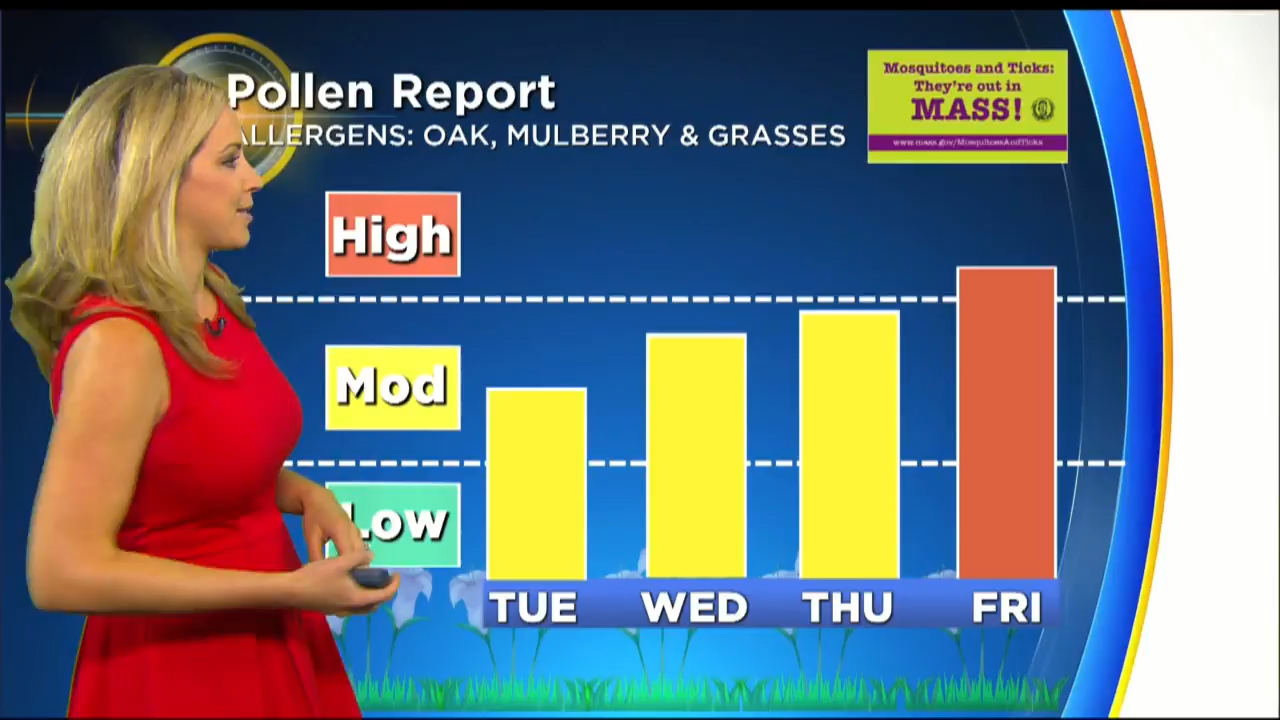 Pollen Report
ALLERGENS: OAK, MULBERRY & GRASSES
Mosquitoes and Ticks:
They're out in
MASS!
www.mass.gov/MosquitoesAndTicks
High
Mod
Low
TUE WED THU FRI